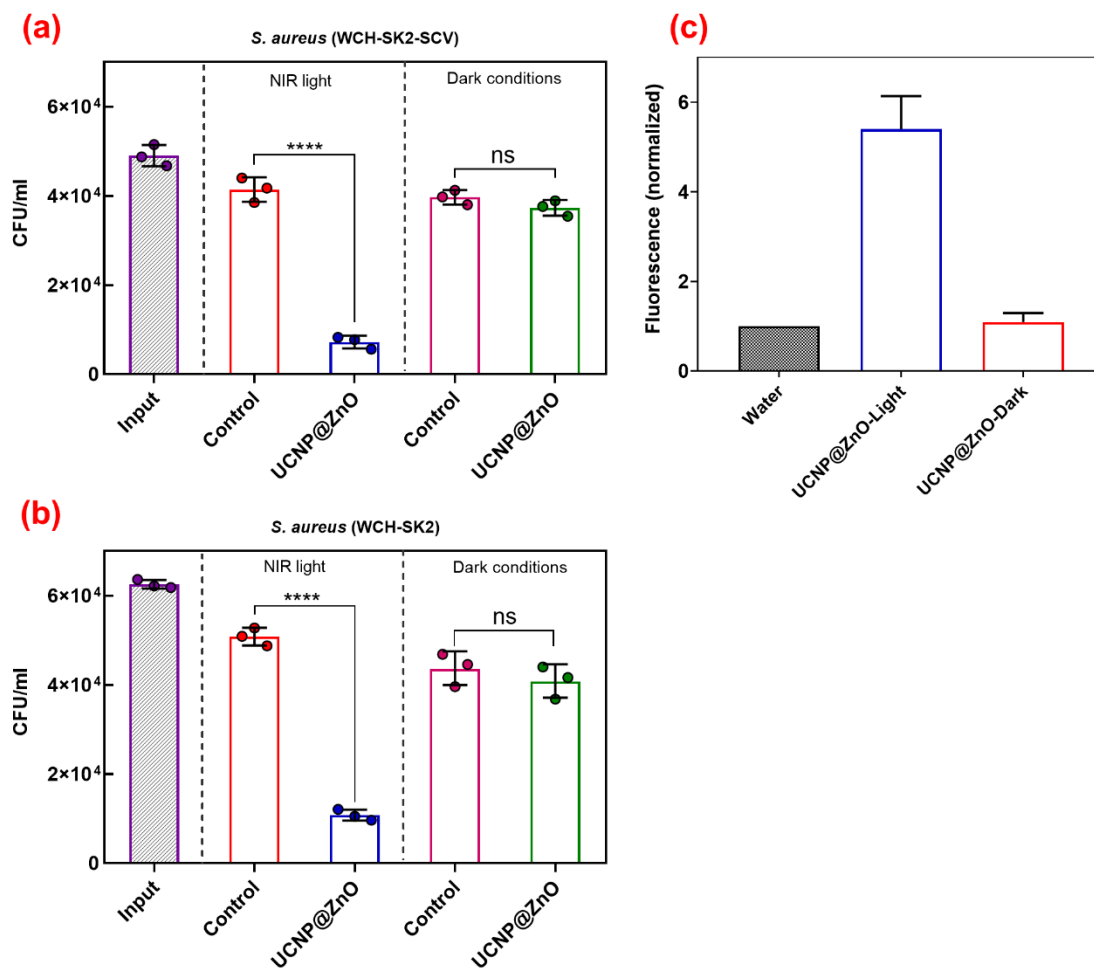 (a)
S. aureus (WCH-SK2-SCV)
NIR light
Dark conditions
****
ns
CFU/ml
6×10⁴
4×10⁴
2×10⁴
0
Input
Control
UCNP@ZnO
Control
UCNP@ZnO
(b)
S. aureus (WCH-SK2)
NIR light
Dark conditions
****
ns
CFU/ml
6×10⁴
4×10⁴
2×10⁴
0
Input
Control
UCNP@ZnO
Control
UCNP@ZnO
(c)
Fluorescence (normalized)
6
4
2
0
Water
UCNP@ZnO-Light
UCNP@ZnO-Dark